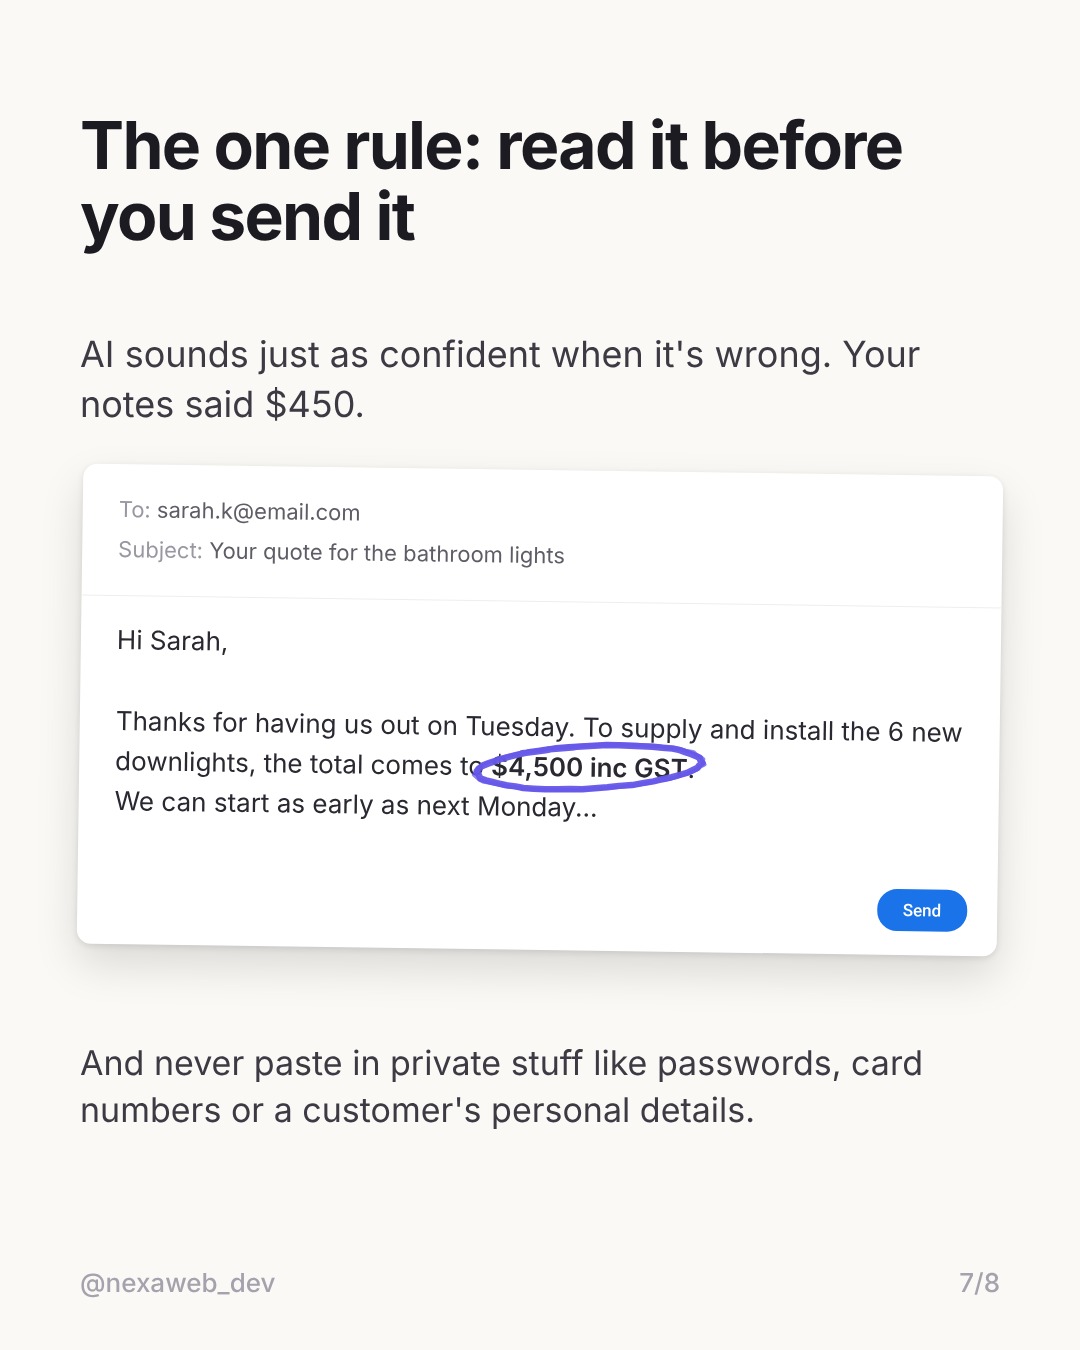 The one rule: read it before
you send it
AI sounds just as confident when it's wrong. Your
notes said $450.
To: sarah.k@email.com
Subject: Your quote for the bathroom lights
Hi Sarah,
Thanks for having us out on Tuesday. To supply and install the 6 new
downlights, the total comes to $4,500 inc GST.
We can start as early as next Monday...
Send
And never paste in private stuff like passwords, card
numbers or a customer's personal details.
@nexaweb_dev
7/8